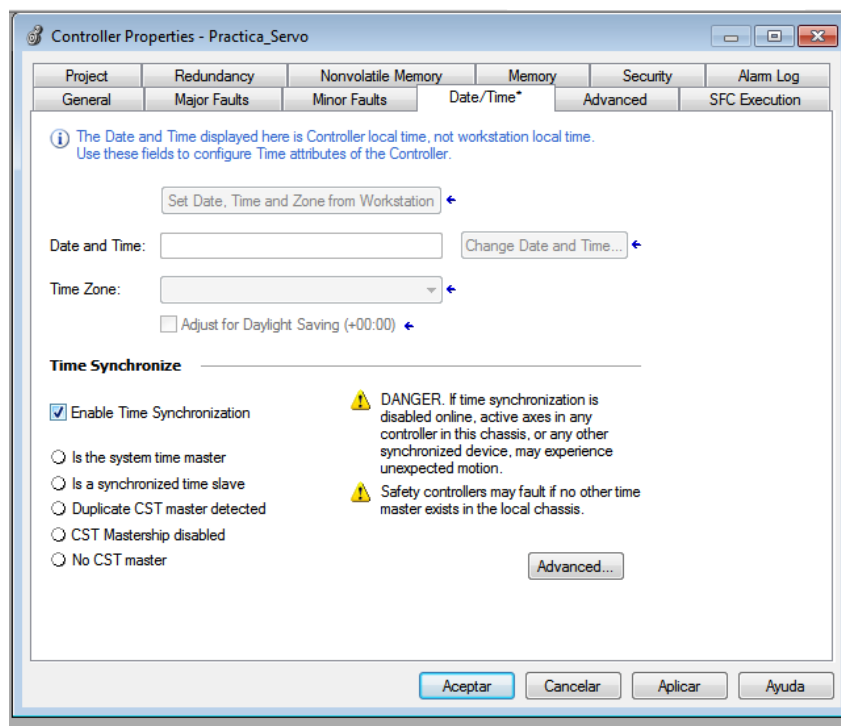 Controller Properties - Practica_Servo
Project Redundancy Nonvolatile Memory Memory Security Alarm Log
General Major Faults Minor Faults Date/Time* Advanced SFC Execution
The Date and Time displayed here is Controller local time, not workstation local time.
Use these fields to configure Time attributes of the Controller.
Set Date, Time and Zone from Workstation
Date and Time: Change Date and Time...
Time Zone:
Adjust for Daylight Saving (+00:00)
Time Synchronize
Enable Time Synchronization
Is the system time master
Is a synchronized time slave
Duplicate CST master detected
CST Mastership disabled
No CST master
DANGER. If time synchronization is
disabled online, active axes in any
controller in this chassis, or any other
synchronized device, may experience
unexpected motion.
Safety controllers may fault if no other time
master exists in the local chassis.
Advanced...
Aceptar Cancelar Aplicar Ayuda